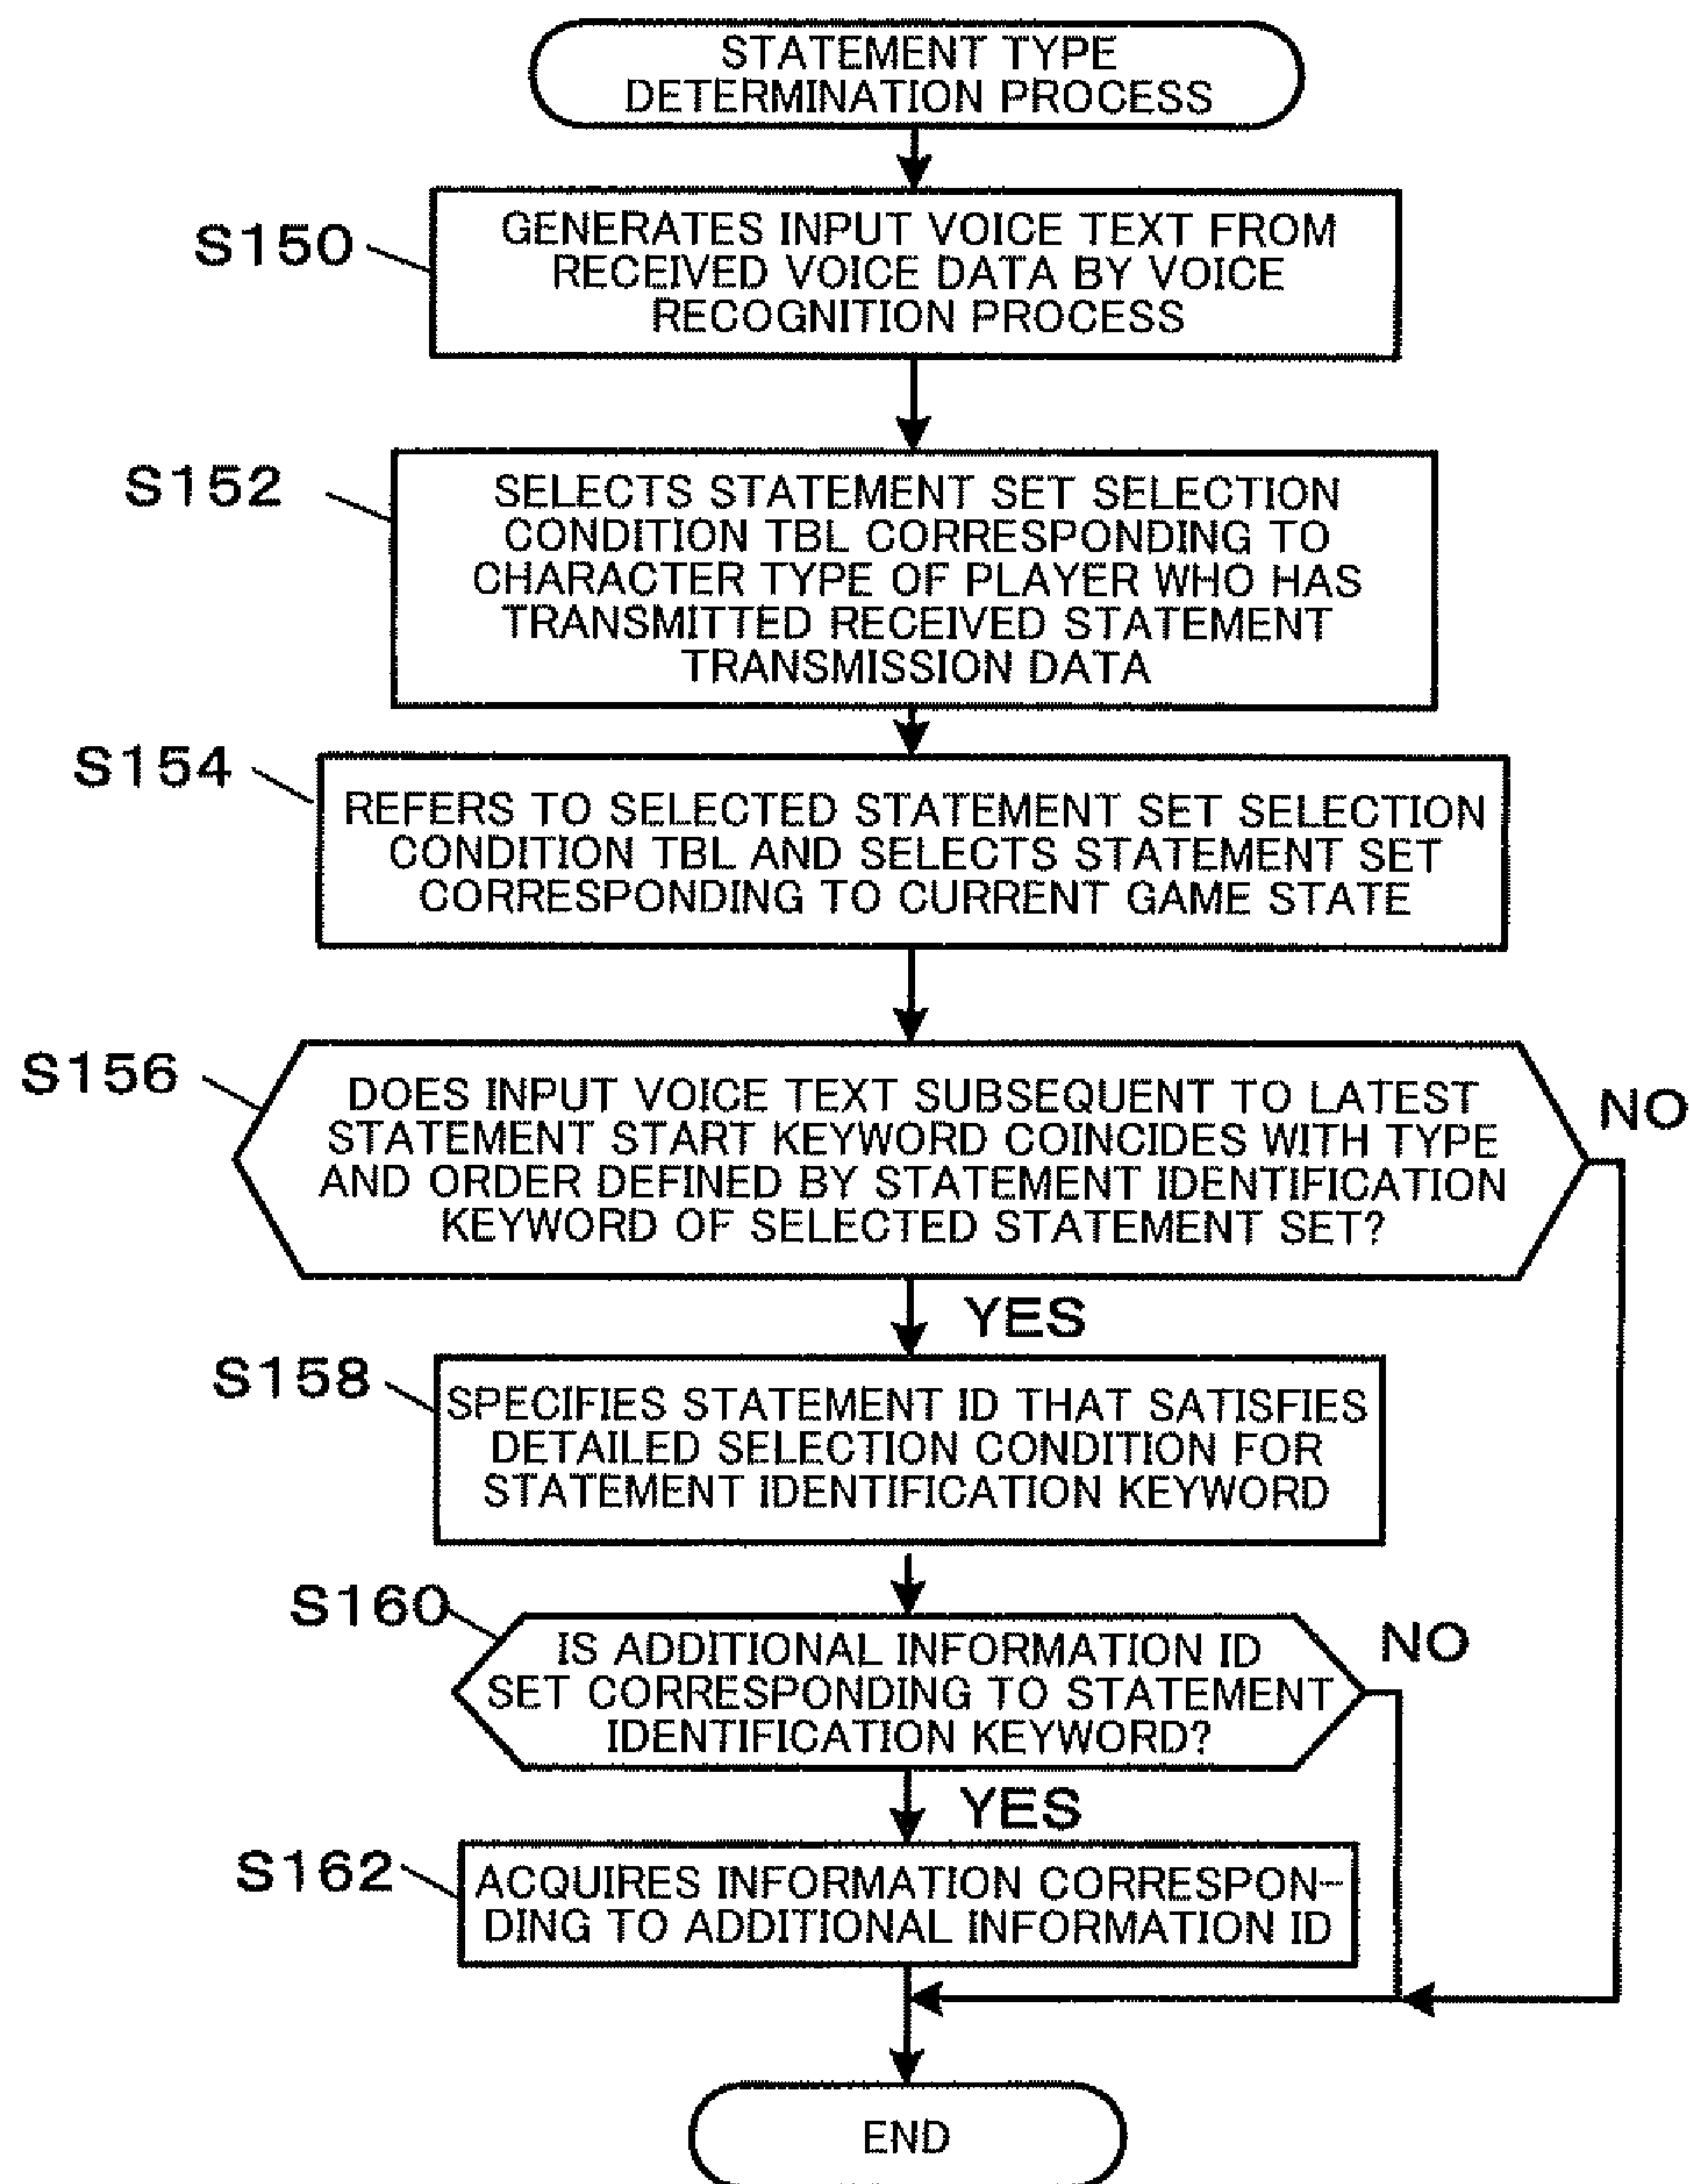 STATEMENT TYPE
DETERMINATION PROCESS
S150
GENERATES INPUT VOICE TEXT FROM
RECEIVED VOICE DATA BY VOICE
RECOGNITION PROCESS
S152
SELECTS STATEMENT SET SELECTION
CONDITION TBL CORRESPONDING TO
CHARACTER TYPE OF PLAYER WHO HAS
TRANSMITTED RECEIVED STATEMENT
TRANSMISSION DATA
S154
REFERS TO SELECTED STATEMENT SET SELECTION
CONDITION TBL AND SELECTS STATEMENT SET
CORRESPONDING TO CURRENT GAME STATE
S156
DOES INPUT VOICE TEXT SUBSEQUENT TO LATEST
STATEMENT START KEYWORD COINCIDES WITH TYPE
AND ORDER DEFINED BY STATEMENT IDENTIFICATION
KEYWORD OF SELECTED STATEMENT SET?
NO
YES
S158
SPECIFIES STATEMENT ID THAT SATISFIES
DETAILED SELECTION CONDITION FOR
STATEMENT IDENTIFICATION KEYWORD
S160
IS ADDITIONAL INFORMATION ID
SET CORRESPONDING TO STATEMENT
IDENTIFICATION KEYWORD?
NO
YES
S162
ACQUIRES INFORMATION CORRESPON-
DING TO ADDITIONAL INFORMATION ID
END